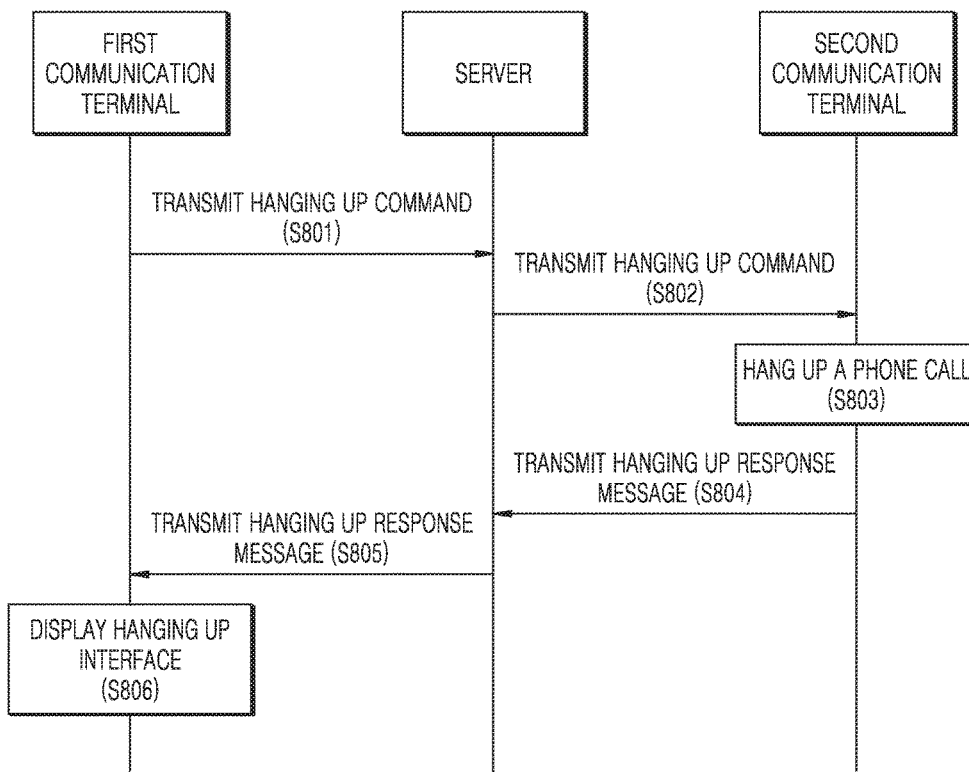 FIRST
COMMUNICATION
TERMINAL
SERVER
SECOND
COMMUNICATION
TERMINAL
TRANSMIT HANGING UP COMMAND
(S801)
TRANSMIT HANGING UP COMMAND
(S802)
HANG UP A PHONE CALL
(S803)
TRANSMIT HANGING UP RESPONSE
MESSAGE (S804)
TRANSMIT HANGING UP RESPONSE
MESSAGE (S805)
DISPLAY HANGING UP
INTERFACE
(S806)